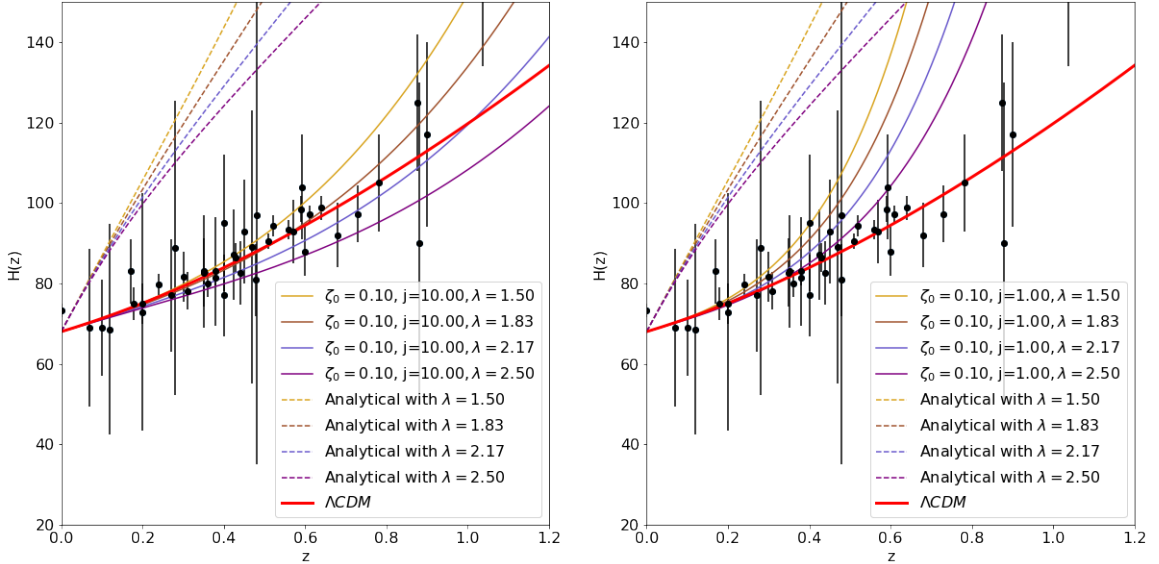 H(z)
140
120
100
80
60
40
20
0.0 0.2 0.4 0.6 0.8 1.0 1.2
z
ζ₀ = 0.10, j=10.00, λ = 1.50
ζ₀ = 0.10, j=10.00, λ = 1.83
ζ₀ = 0.10, j=10.00, λ = 2.17
ζ₀ = 0.10, j=10.00, λ = 2.50
Analytical with λ = 1.50
Analytical with λ = 1.83
Analytical with λ = 2.17
Analytical with λ = 2.50
ΛCDM
H(z)
140
120
100
80
60
40
20
0.0 0.2 0.4 0.6 0.8 1.0 1.2
z
ζ₀ = 0.10, j=1.00, λ = 1.50
ζ₀ = 0.10, j=1.00, λ = 1.83
ζ₀ = 0.10, j=1.00, λ = 2.17
ζ₀ = 0.10, j=1.00, λ = 2.50
Analytical with λ = 1.50
Analytical with λ = 1.83
Analytical with λ = 2.17
Analytical with λ = 2.50
ΛCDM